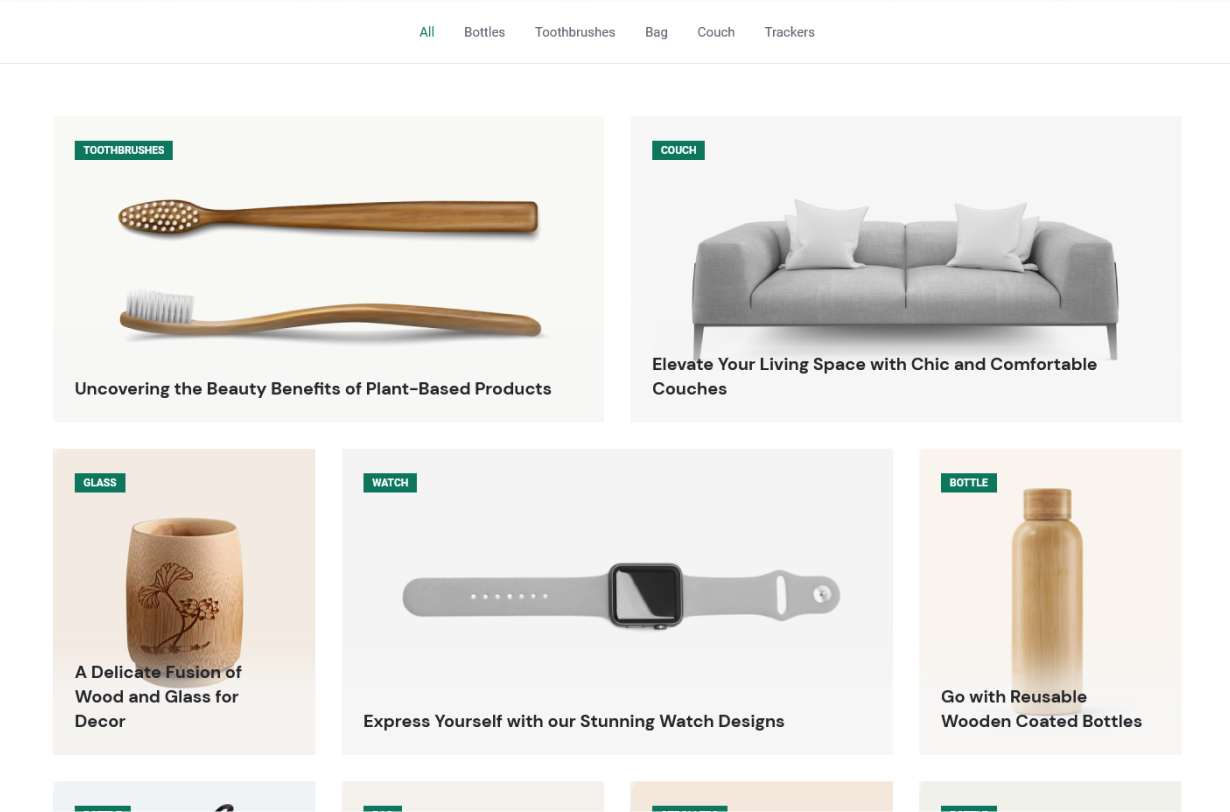 All Bottles Toothbrushes Bag Couch Trackers
TOOTHBRUSHES
Uncovering the Beauty Benefits of Plant-Based Products
COUCH
Elevate Your Living Space with Chic and Comfortable
Couches
GLASS
A Delicate Fusion of
Wood and Glass for
Decor
WATCH
Express Yourself with our Stunning Watch Designs
BOTTLE
Go with Reusable
Wooden Coated Bottles